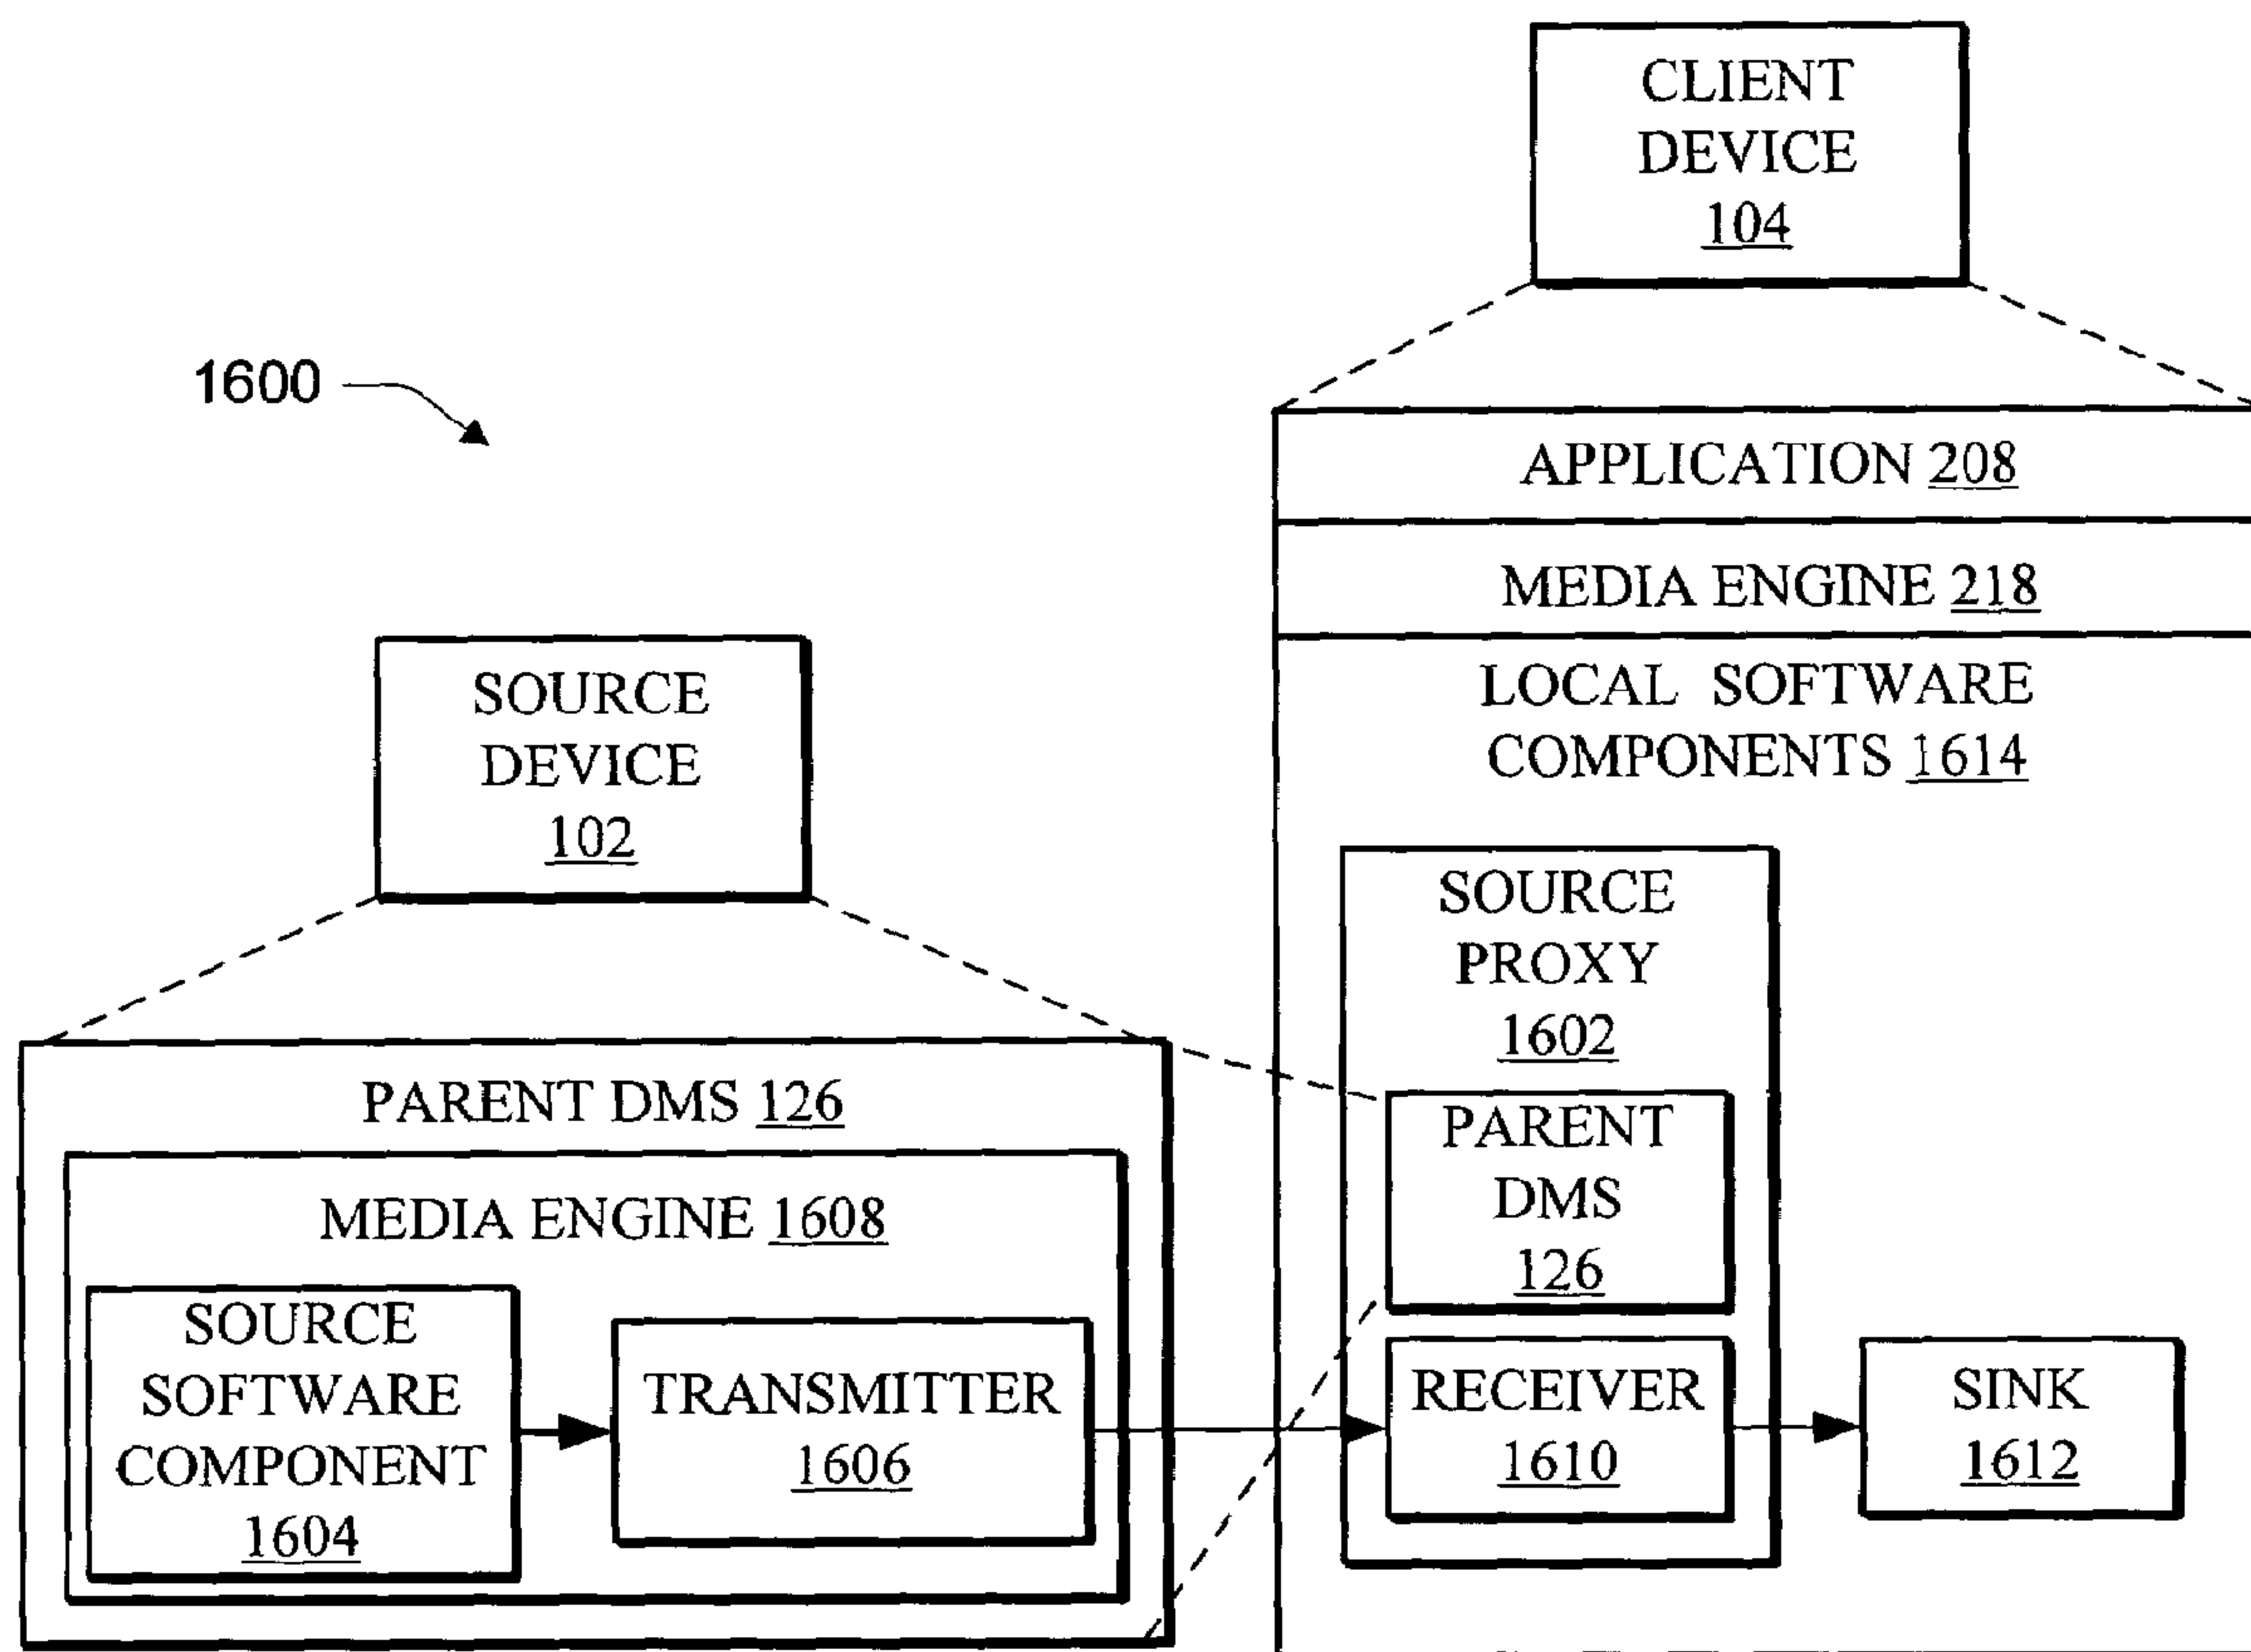 CLIENT
DEVICE
104
1600
APPLICATION 208
MEDIA ENGINE 218
LOCAL SOFTWARE
COMPONENTS 1614
SOURCE
DEVICE
102
SOURCE
PROXY
1602
PARENT DMS 126
PARENT
DMS
126
MEDIA ENGINE 1608
SOURCE
SOFTWARE
COMPONENT
1604
TRANSMITTER
1606
RECEIVER
1610
SINK
1612